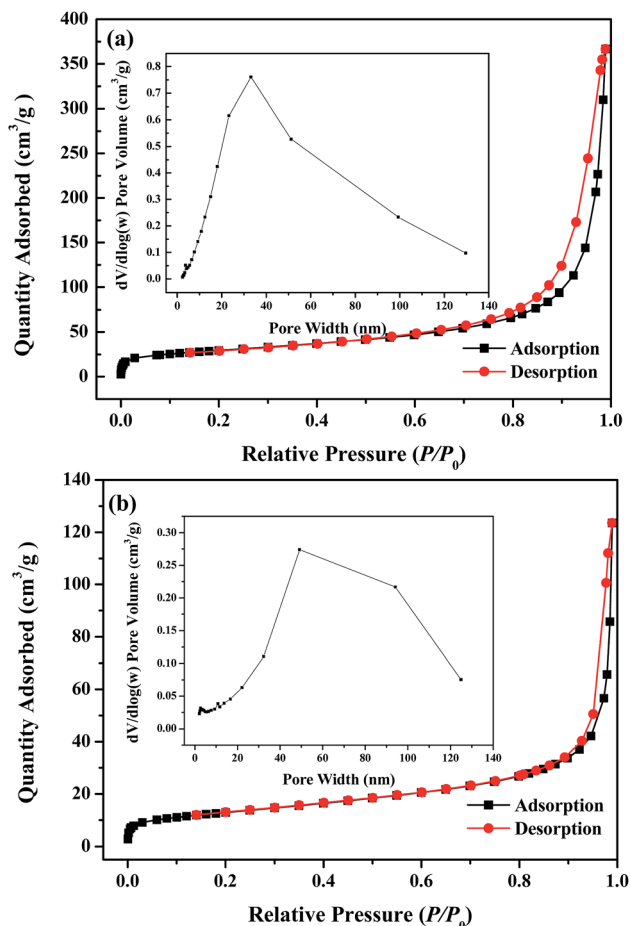 (a)
Quantity Adsorbed (cm³/g)
400
350
300
250
200
150
100
50
0
0.0 0.2 0.4 0.6 0.8 1.0
Relative Pressure (P/P₀)
dV/dlog(w) Pore Volume (cm³/g)
0.8
0.7
0.6
0.5
0.4
0.3
0.2
0.1
0.0
0 20 40 60 80 100 120 140
Pore Width (nm)
Adsorption
Desorption
(b)
Quantity Adsorbed (cm³/g)
140
120
100
80
60
40
20
0
0.0 0.2 0.4 0.6 0.8 1.0
Relative Pressure (P/P₀)
dV/dlog(w) Pore Volume (cm³/g)
0.30
0.25
0.20
0.15
0.10
0.05
0.00
0 20 40 60 80 100 120 140
Pore Width (nm)
Adsorption
Desorption